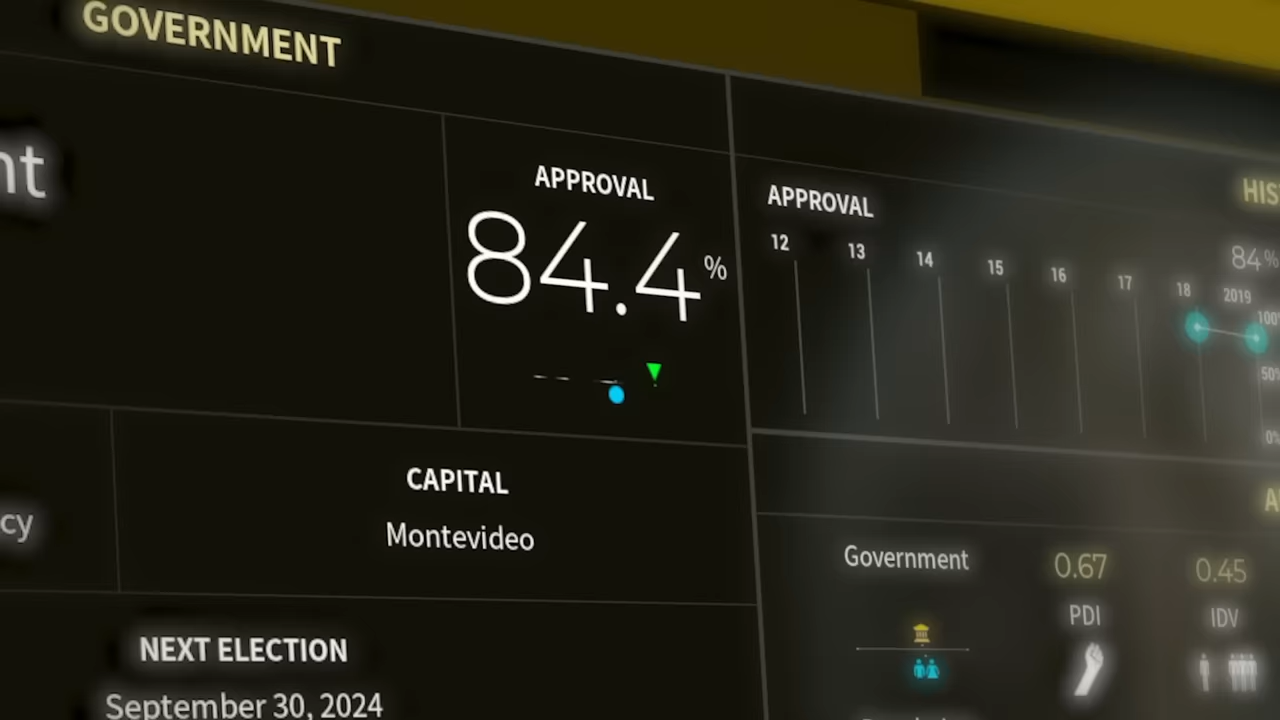 GOVERNMENT
nt
APPROVAL
84.4%
APPROVAL
12 13 14 15 16 17 18 2019
HIS
84%
100%
50%
0%
cy
CAPITAL
Montevideo
NEXT ELECTION
September 30, 2024
A
Government
0.67
PDI
0.45
IDV